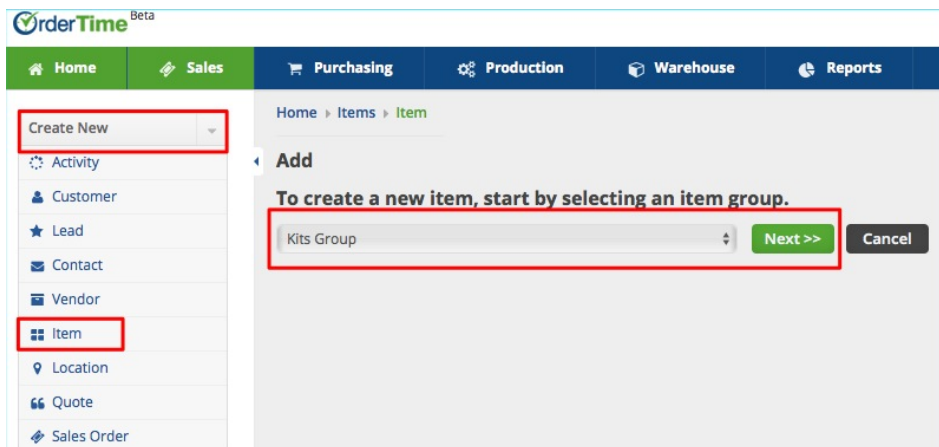 OrderTime Beta
Home Sales Purchasing Production Warehouse Reports
Create New
Activity
Customer
Lead
Contact
Vendor
Item
Location
Quote
Sales Order
Home Items Item
Add
To create a new item, start by selecting an item group.
Kits Group Next >> Cancel